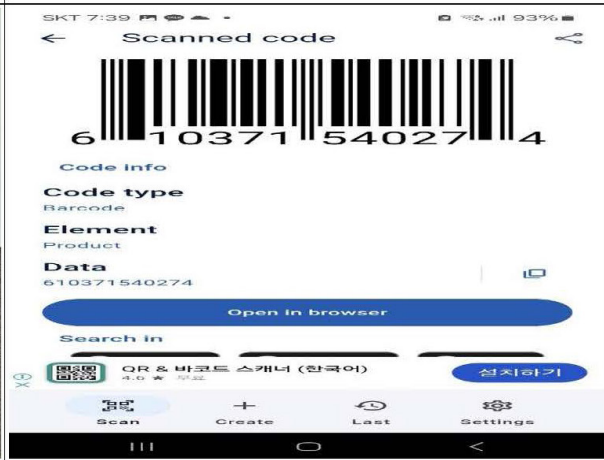 SKT 7:39
93%
Scanned code
6 10371 54027 4
Code info
Code type
Barcode
Element
Product
Data
610371540274
Open in browser
Search in
QR & 바코드 스캐너 (한국어)
4.6 ★ 무료
설치하기
Scan
Create
Last
Settings